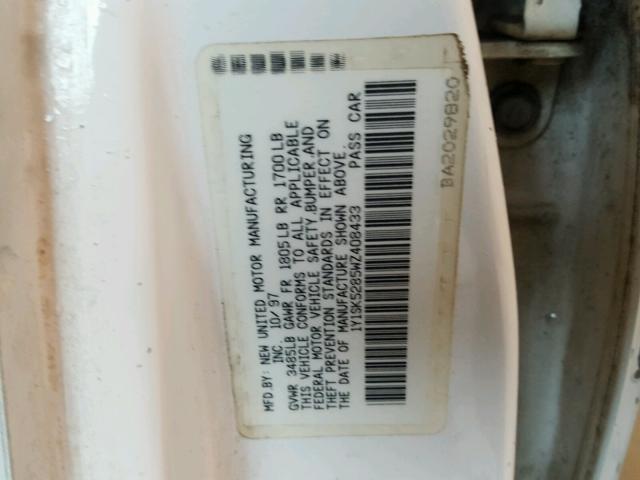 MFD.BY: NEW UNITED MOTOR MANUFACTURING
INC. 10/97
GVWR 3485LB GAWR FR 1805LB RR 1700LB
THIS VEHICLE CONFORMS TO ALL APPLICABLE
FEDERAL MOTOR VEHICLE SAFETY,BUMPER,AND
THEFT PREVENTION STANDARDS IN EFFECT ON
THE DATE OF MANUFACTURE SHOWN ABOVE.
1Y1SK5285WZ408433 PASS CAR
BA2029820